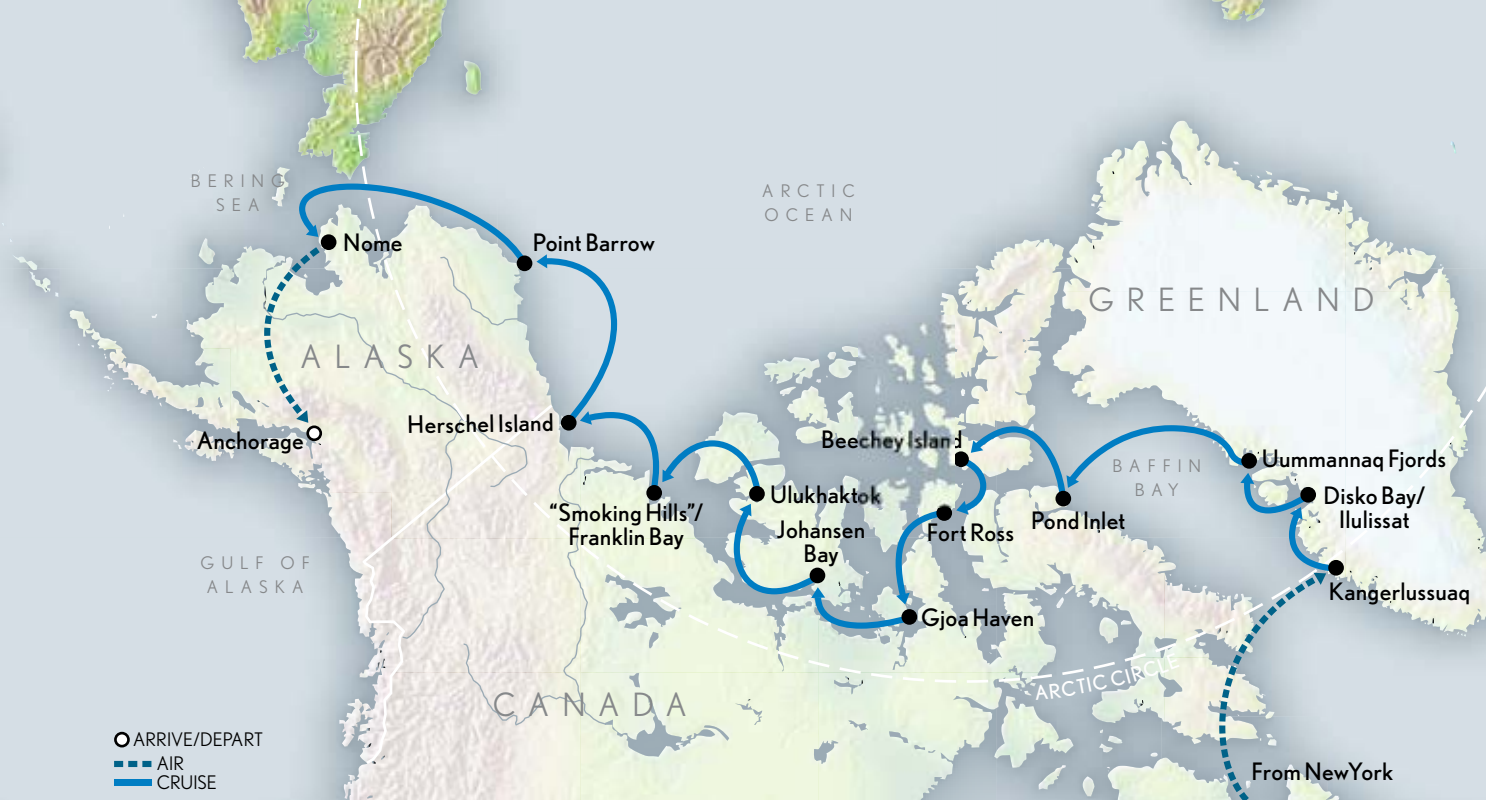 BERING
SEA
ARCTIC
OCEAN
Nome
Point Barrow
GREENLAND
ALASKA
Herschel Island
Anchorage
Beechey Island
BAFFIN
BAY
Uummannaq Fjords
"Smoking Hills"/
Franklin Bay
Ulukhaktok
Johansen
Bay
Fort Ross
Pond Inlet
Disko Bay/
Ilulissat
GULF OF
ALASKA
Kangerlussuaq
Gjoa Haven
ARCTIC CIRCLE
CANADA
ARRIVE/DEPART
AIR
CRUISE
From New York